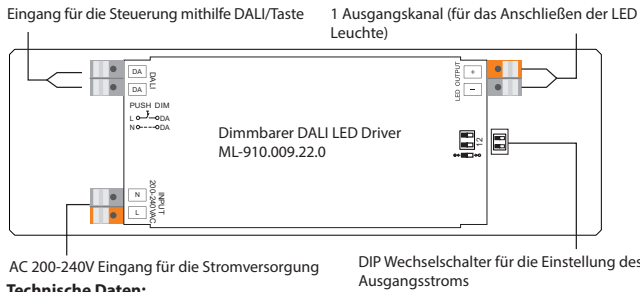 Eingang für die Steuerung mithilfe DALI/Taste
1 Ausgangskanal (für das Anschließen der LED
Leuchte)
DA
DA
DALI
PUSH DIM
L DA
N DA
LED OUTPUT
+
−
Dimmbarer DALI LED Driver
ML-910.009.22.0
12
N
L
INPUT
200-240VAC
AC 200-240V Eingang für die Stromversorgung
DIP Wechselschalter für die Einstellung des
Ausgangsstroms
Technische Daten: